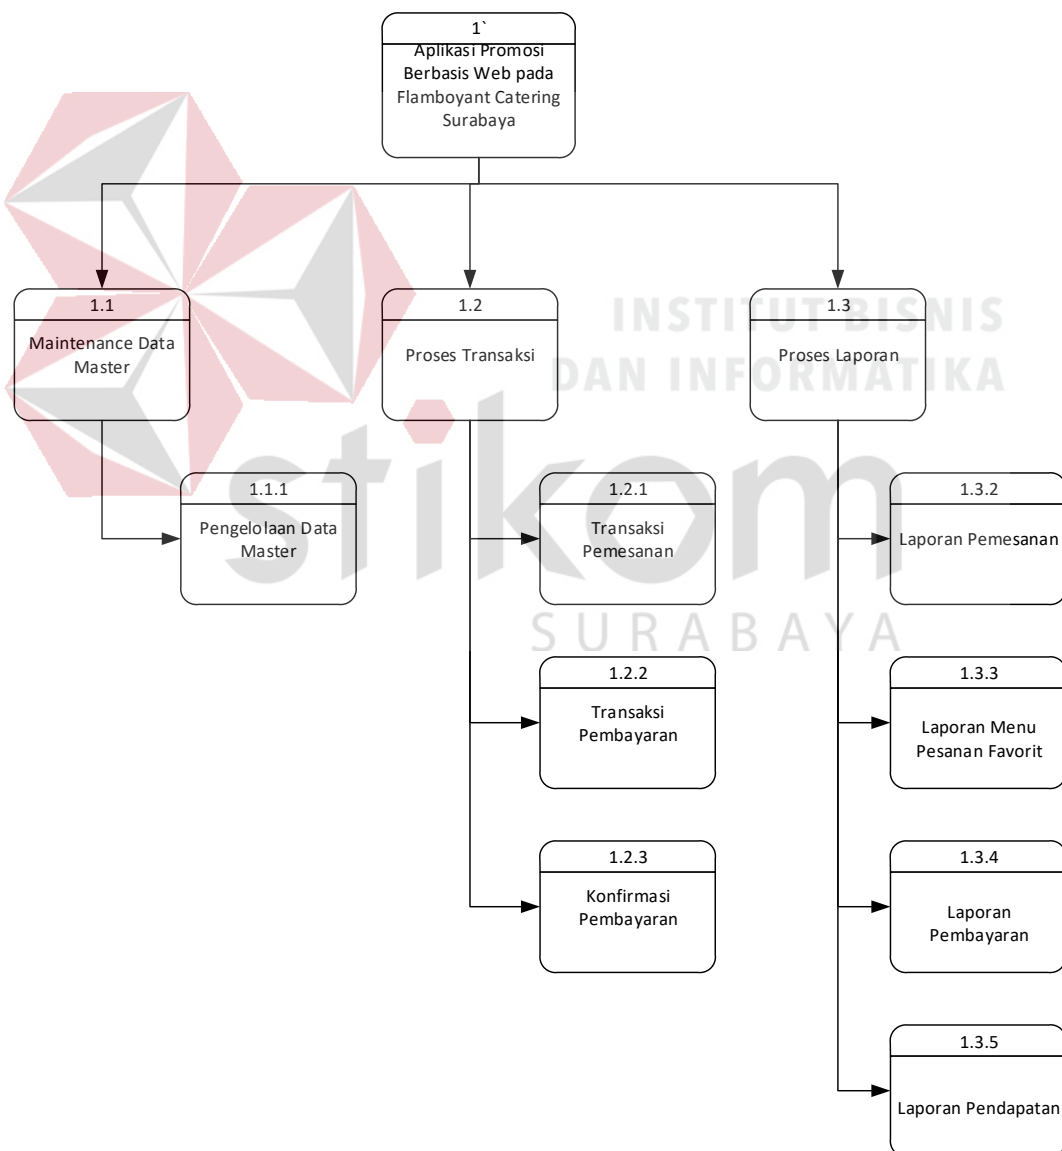 1`
Aplikasi Promosi
Berbasis Web pada
Flamboyant Catering
Surabaya
1.1
Maintenance Data
Master
1.2
Proses Transaksi
1.3
Proses Laporan
INSTITUT BISNIS
DAN INFORMATIKA
stikom
SURABAYA
1.1.1
Pengelolaan Data
Master
1.2.1
Transaksi
Pemesanan
1.3.2
Laporan Pemesanan
1.2.2
Transaksi
Pembayaran
1.3.3
Laporan Menu
Pesanan Favorit
1.2.3
Konfirmasi
Pembayaran
1.3.4
Laporan
Pembayaran
1.3.5
Laporan Pendapatan